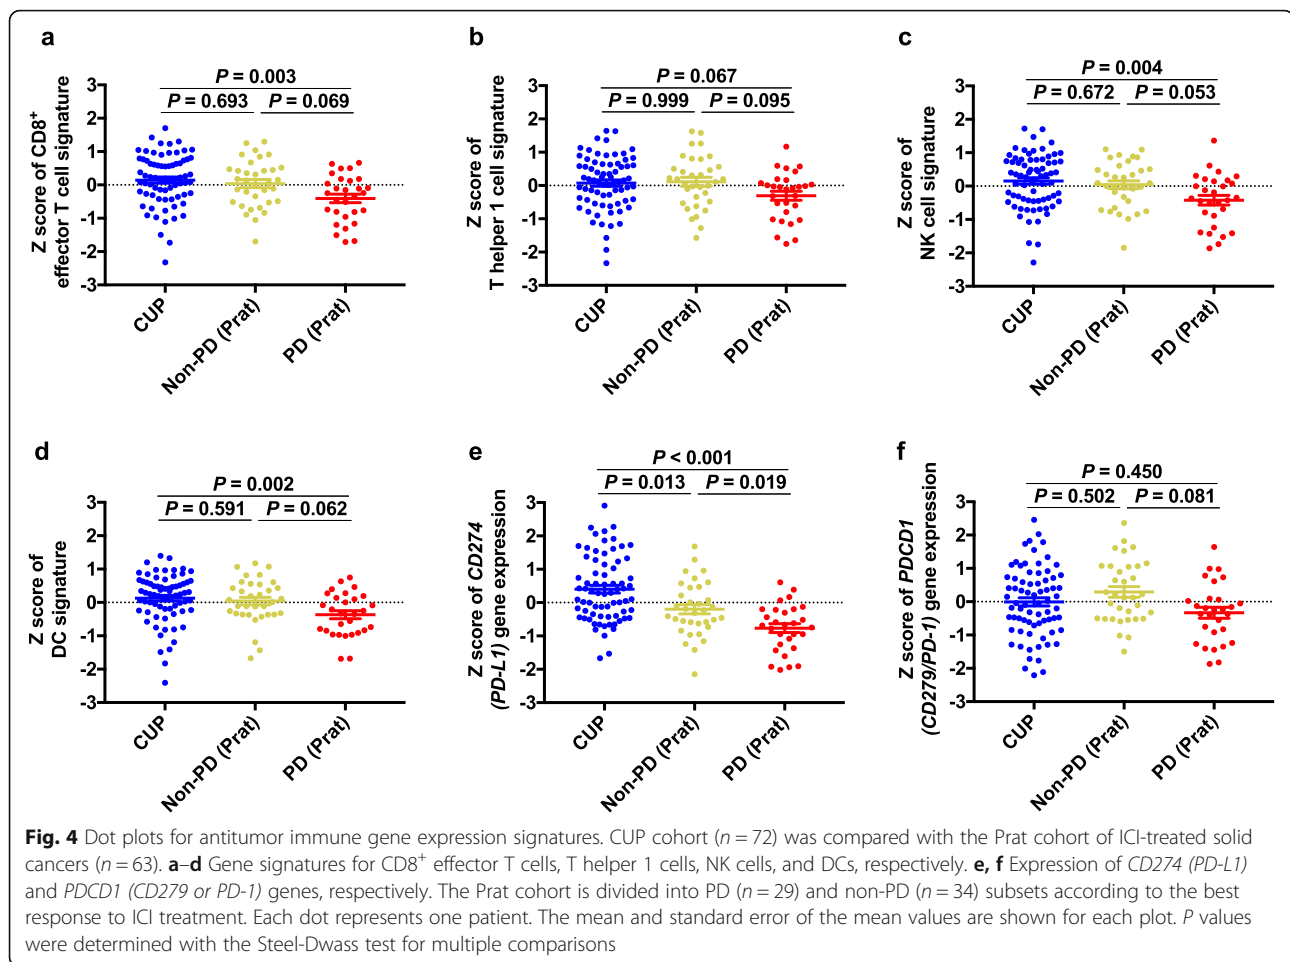 a
P = 0.003
P = 0.693 P = 0.069
Z score of CD8+
effector T cell signature
3
2
1
0
-1
-2
-3
CUP
Non-PD (Prat)
PD (Prat)
b
P = 0.067
P = 0.999 P = 0.095
Z score of
T helper 1 cell signature
3
2
1
0
-1
-2
-3
CUP
Non-PD (Prat)
PD (Prat)
c
P = 0.004
P = 0.672 P = 0.053
Z score of
NK cell signature
3
2
1
0
-1
-2
-3
CUP
Non-PD (Prat)
PD (Prat)
d
P = 0.002
P = 0.591 P = 0.062
Z score of
DC signature
3
2
1
0
-1
-2
-3
CUP
Non-PD (Prat)
PD (Prat)
e
P < 0.001
P = 0.013 P = 0.019
Z score of CD274
(PD-L1) gene expression
3
2
1
0
-1
-2
-3
CUP
Non-PD (Prat)
PD (Prat)
f
P = 0.450
P = 0.502 P = 0.081
Z score of PDCD1
(CD279/PD-1) gene expression
3
2
1
0
-1
-2
-3
CUP
Non-PD (Prat)
PD (Prat)
Fig. 4 Dot plots for antitumor immune gene expression signatures. CUP cohort (n = 72) was compared with the Prat cohort of ICI-treated solid
cancers (n = 63). a–d Gene signatures for CD8+ effector T cells, T helper 1 cells, NK cells, and DCs, respectively. e, f Expression of CD274 (PD-L1)
and PDCD1 (CD279 or PD-1) genes, respectively. The Prat cohort is divided into PD (n = 29) and non-PD (n = 34) subsets according to the best
response to ICI treatment. Each dot represents one patient. The mean and standard error of the mean values are shown for each plot. P values
were determined with the Steel-Dwass test for multiple comparisons